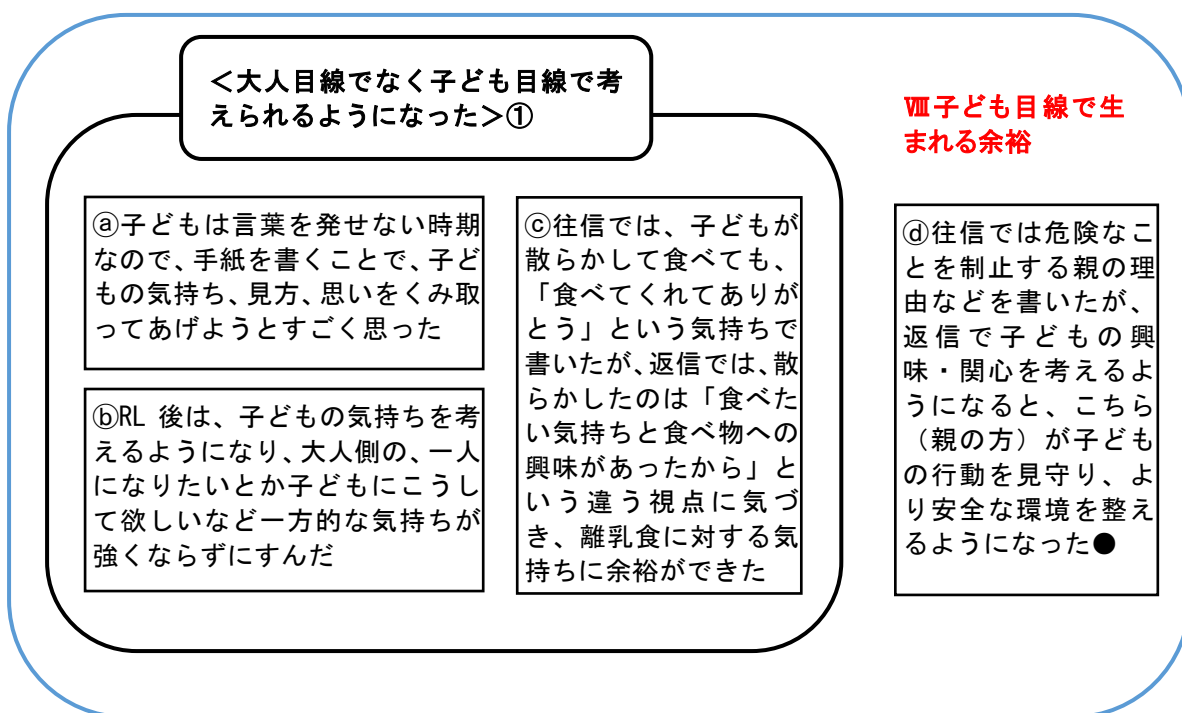 ＜大人目線でなく子ども目線で考
えられるようになった＞①
Ⅷ子ども目線で生
まれる余裕
ⓐ子どもは言葉を発せない時期
なので、手紙を書くことで、子ど
もの気持ち、見方、思いをくみ取
ってあげようとすごく思った
ⓑRL 後は、子どもの気持ちを考
えるようになり、大人側の、一人
になりたいとか子どもにこうし
て欲しいなど一方的な気持ちが
強くならずにすんだ
ⓒ往信では、子どもが
散らかして食べても、
「食べてくれてありが
とう」という気持ちで
書いたが、返信では、散
らかしたのは「食べた
い気持ちと食べ物への
興味があったから」と
いう違う視点に気づ
き、離乳食に対する気
持ちに余裕ができた
ⓓ往信では危険なこ
とを制止する親の理
由などを書いたが、
返信で子どもの興
味・関心を考えるよ
うになると、こちら
（親の方）が子ども
の行動を見守り、よ
り安全な環境を整え
るようになった●